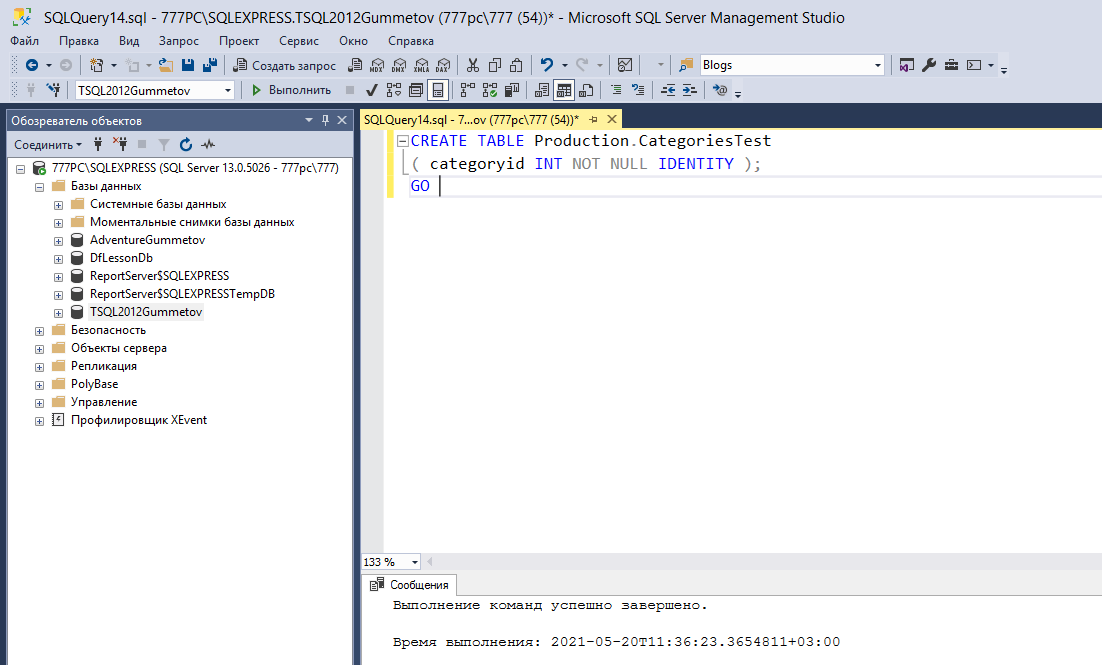 SQLQuery14.sql - 777PC\SQLEXPRESS.TSQL2012Gummetov (777pc\777 (54))* - Microsoft SQL Server Management Studio
Файл Правка Вид Запрос Проект Сервис Окно Справка
Создать запрос MDX DMX XMLA DAX Blogs
TSQL2012Gummetov Выполнить
Обозреватель объектов
Соединить
777PC\SQLEXPRESS (SQL Server 13.0.5026 - 777pc\777)
Базы данных
Системные базы данных
Моментальные снимки базы данных
AdventureGummetov
DfLessonDb
ReportServer$SQLEXPRESS
ReportServer$SQLEXPRESSTempDB
TSQL2012Gummetov
Безопасность
Объекты сервера
Репликация
PolyBase
Управление
Профилировщик XEvent
SQLQuery14.sql - 7...ov (777pc\777 (54))*
CREATE TABLE Production.CategoriesTest
( categoryid INT NOT NULL IDENTITY );
GO
133 %
Сообщения
Выполнение команд успешно завершено.
Время выполнения: 2021-05-20T11:36:23.3654811+03:00